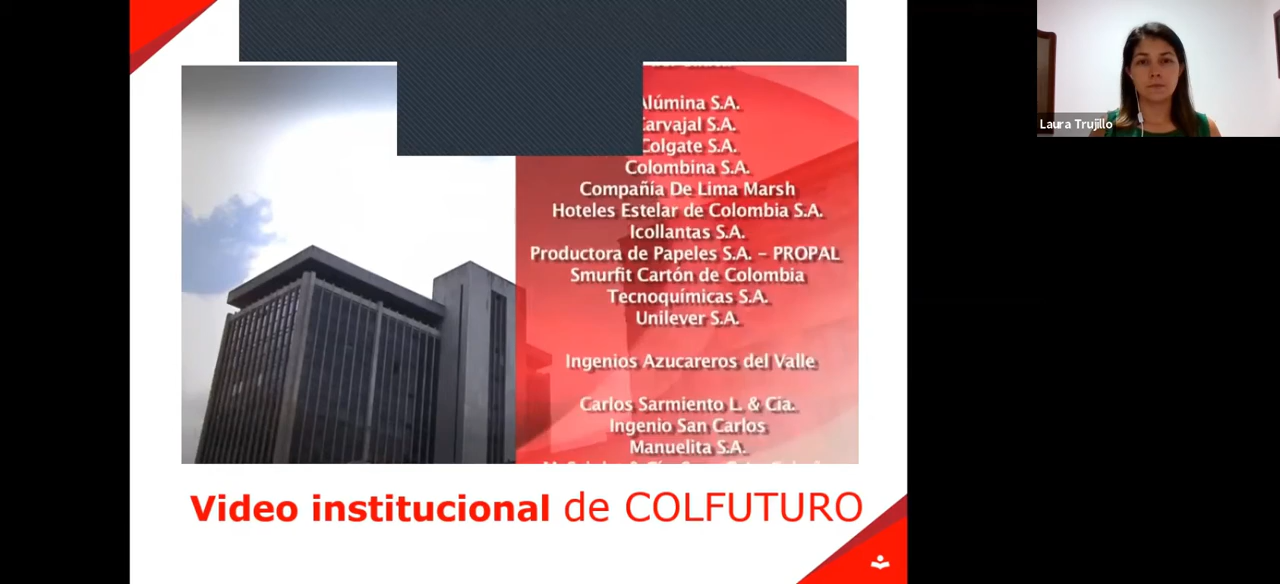 Alúmina S.A.
Carvajal S.A.
Colgate S.A.
Colombina S.A.
Compañía De Lima Marsh
Hoteles Estelar de Colombia S.A.
Icollantas S.A.
Productora de Papeles S.A. - PROPAL
Smurfit Cartón de Colombia
Tecnoquímicas S.A.
Unilever S.A.
Ingenios Azucareros del Valle
Carlos Sarmiento L. & Cia.
Ingenio San Carlos
Manuelita S.A.
Video institucional de COLFUTURO
Laura Trujillo